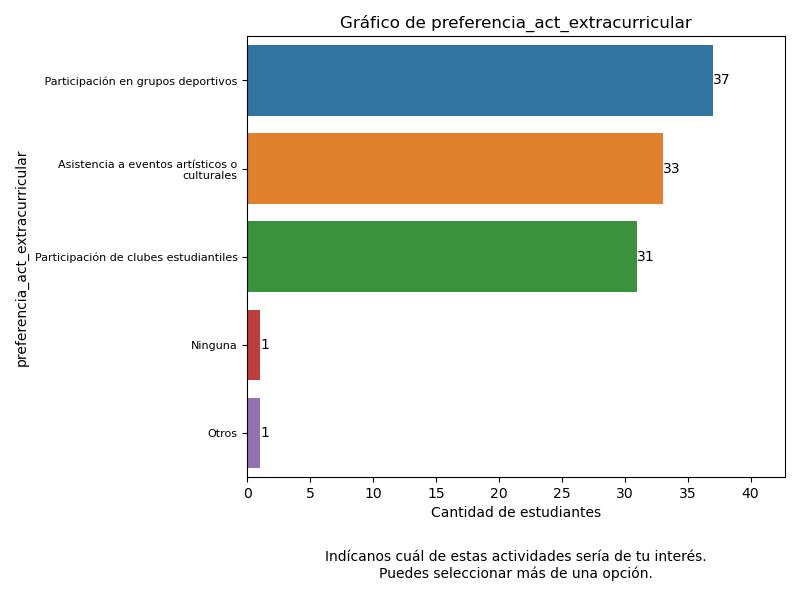 Gráfico de preferencia_act_extracurricular
preferencia_act_extracurricular
Participación en grupos deportivos
37
Asistencia a eventos artísticos o
culturales
33
Participación de clubes estudiantiles
31
Ninguna
1
Otros
1
0 5 10 15 20 25 30 35 40
Cantidad de estudiantes
Indícanos cuál de estas actividades sería de tu interés.
Puedes seleccionar más de una opción.